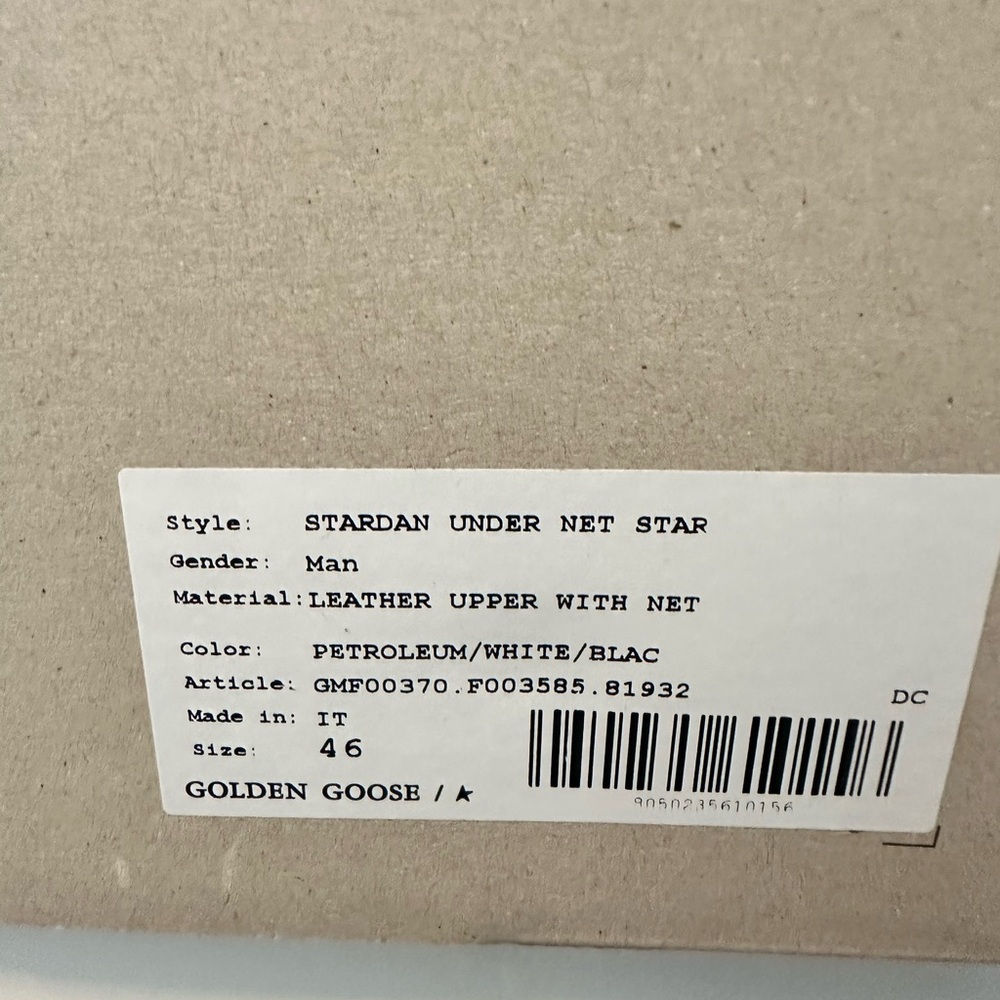 Style: STARDAN UNDER NET STAR
Gender: Man
Material: LEATHER UPPER WITH NET
Color: PETROLEUM/WHITE/BLAC
Article: GMF00370.F003585.81932
DC
Made in: IT
Size: 46
9050235610156
GOLDEN GOOSE / ★